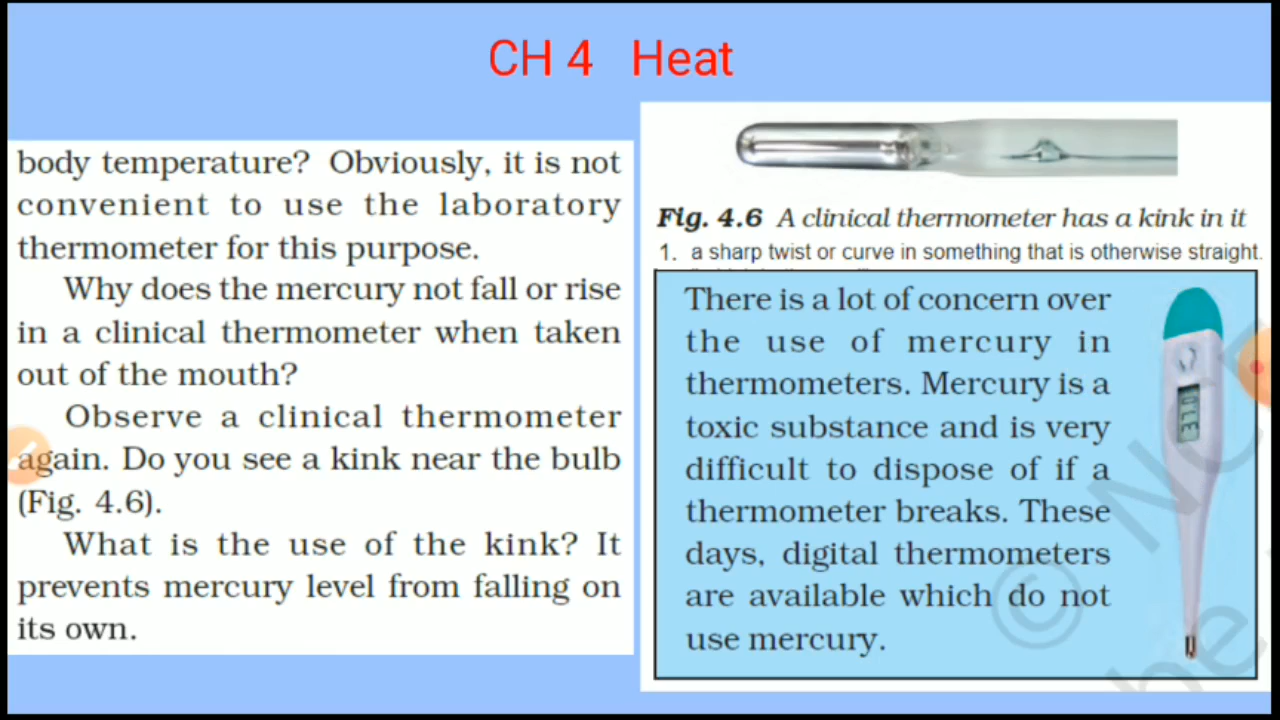 CH 4 Heat
body temperature? Obviously, it is not
convenient to use the laboratory
thermometer for this purpose.
Why does the mercury not fall or rise
in a clinical thermometer when taken
out of the mouth?
Observe a clinical thermometer
again. Do you see a kink near the bulb
(Fig. 4.6).
What is the use of the kink? It
prevents mercury level from falling on
its own.
Fig. 4.6 A clinical thermometer has a kink in it
1. a sharp twist or curve in something that is otherwise straight.
There is a lot of concern over
the use of mercury in
thermometers. Mercury is a
toxic substance and is very
difficult to dispose of if a
thermometer breaks. These
days, digital thermometers
are available which do not
use mercury.